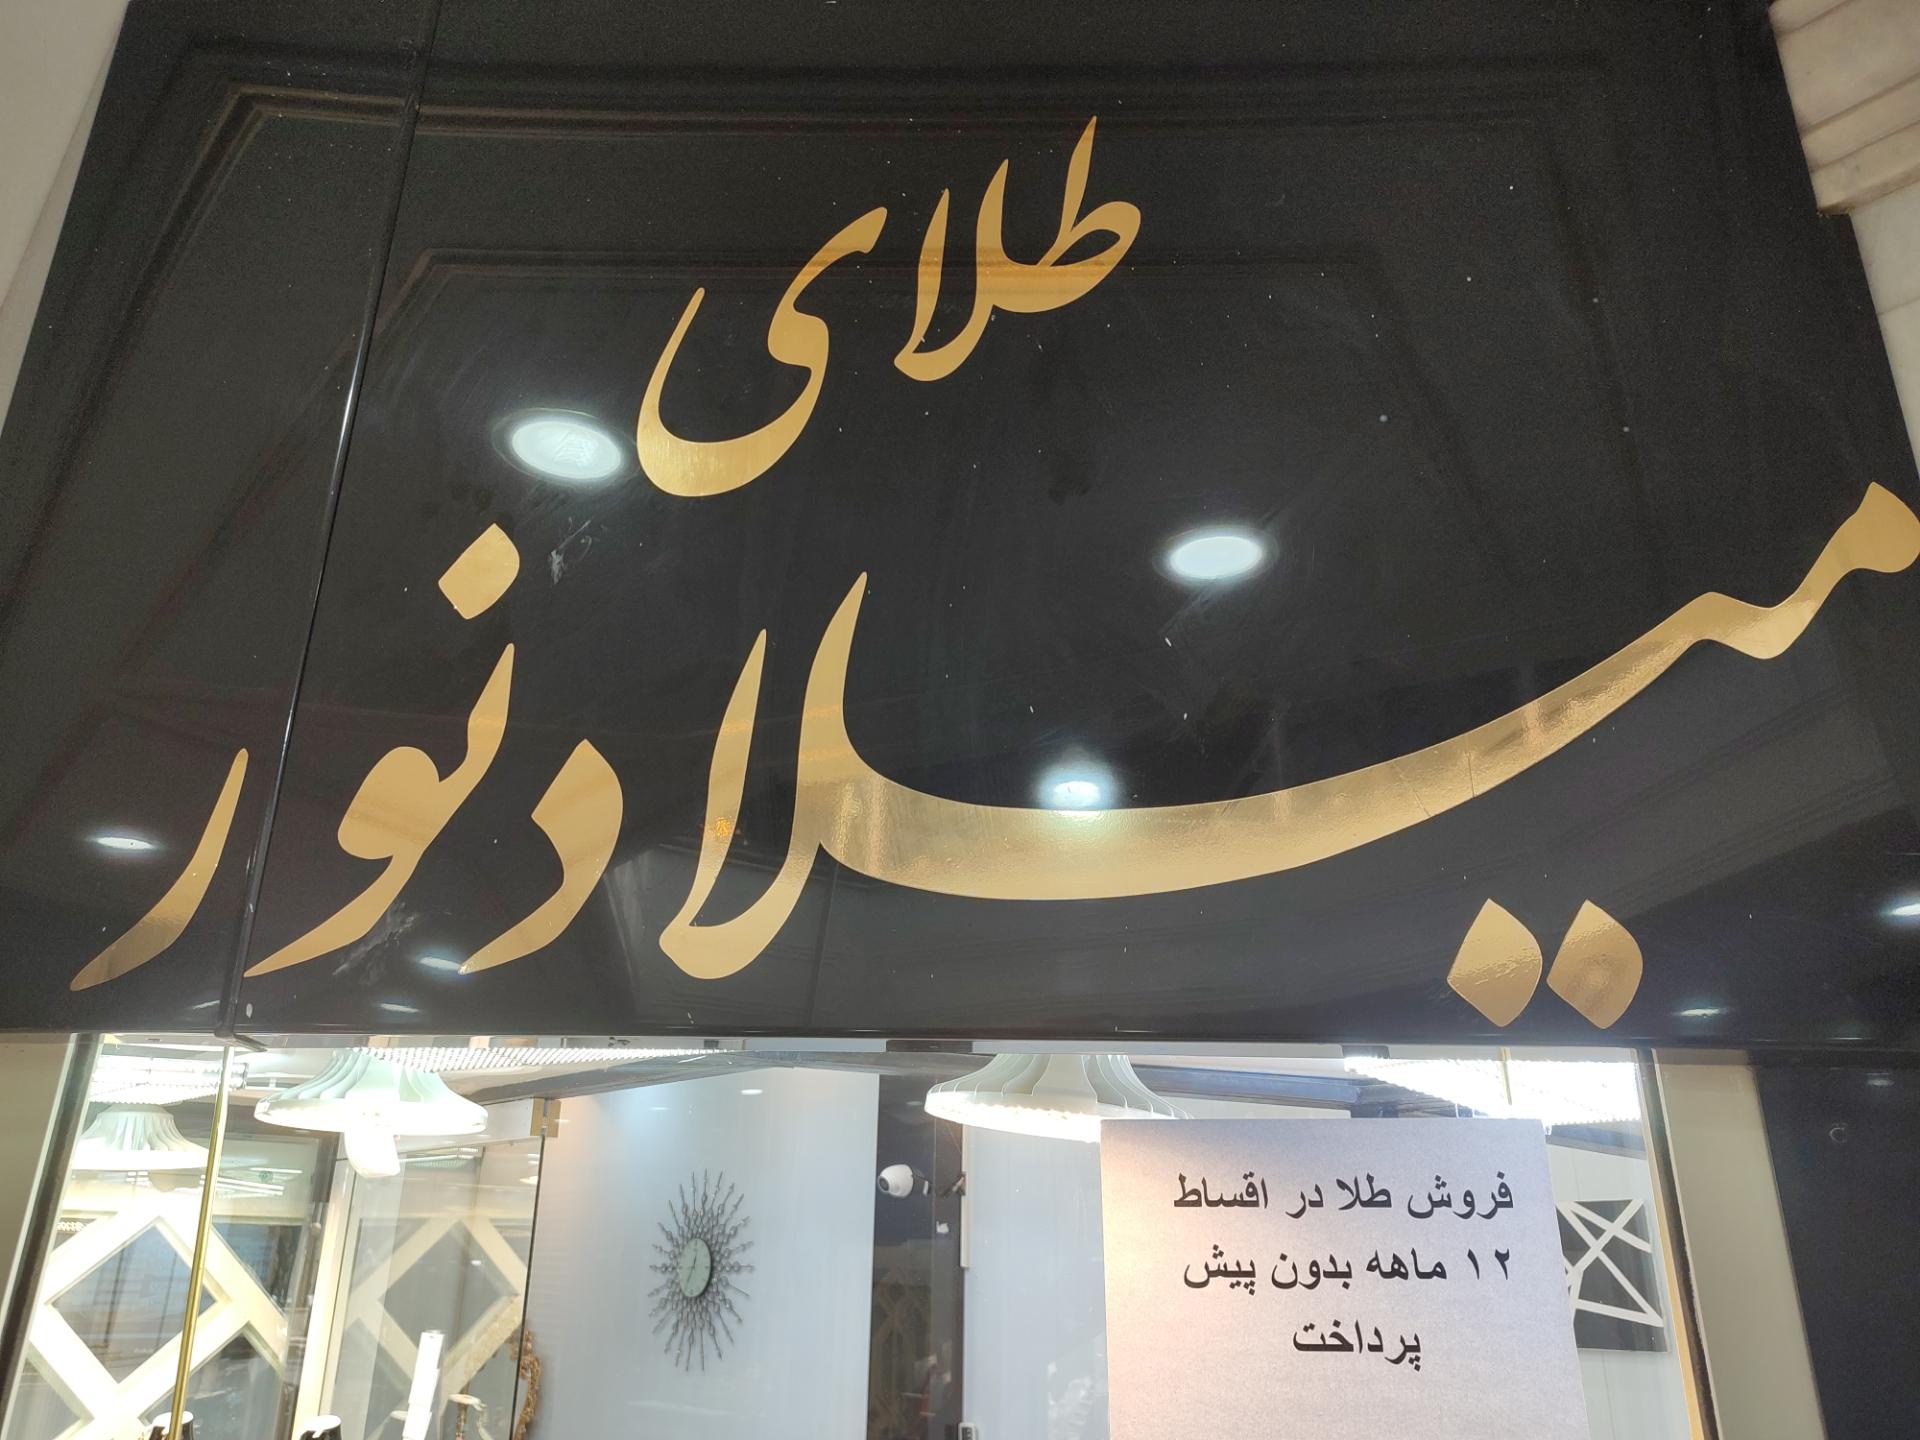 طلای
میلاد نور
فروش طلا در اقساط
۱۲ ماهه بدون پیش
پرداخت